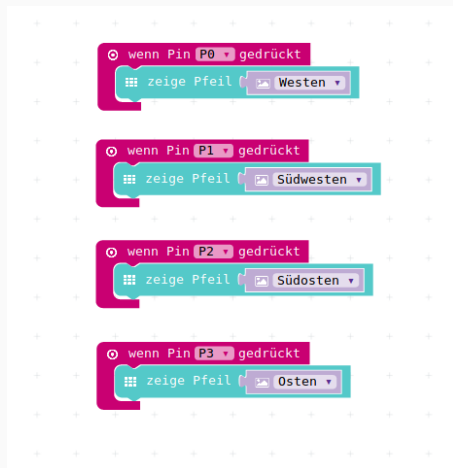 wenn Pin P0 gedrückt
zeige Pfeil Westen
wenn Pin P1 gedrückt
zeige Pfeil Südwesten
wenn Pin P2 gedrückt
zeige Pfeil Südosten
wenn Pin P3 gedrückt
zeige Pfeil Osten